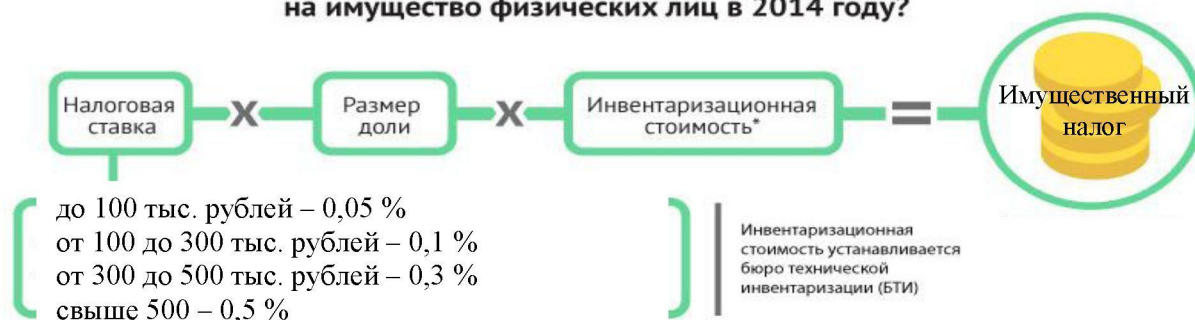 на имущество физических лиц в 2014 году?
Налоговая
ставка
х
Размер
доли
х
Инвентаризационная
стоимость*
=
Имущественный
налог
до 100 тыс. рублей – 0,05 %
от 100 до 300 тыс. рублей – 0,1 %
от 300 до 500 тыс. рублей – 0,3 %
свыше 500 – 0,5 %
Инвентаризационная
стоимость устанавливается
бюро технической
инвентаризации (БТИ)